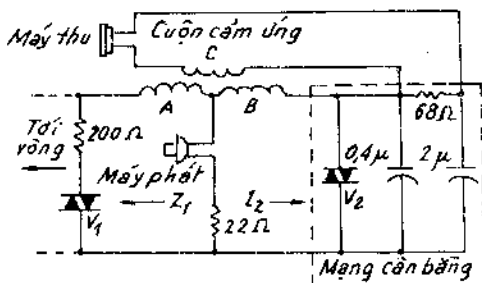 Máy thu
Cuộn cảm ứng
C
A
B
68Ω
Tới
vòng
200Ω
0,4μ
2μ
Máy phát
V1
Z1
Z2
V2
22Ω
Mạng cân bằng